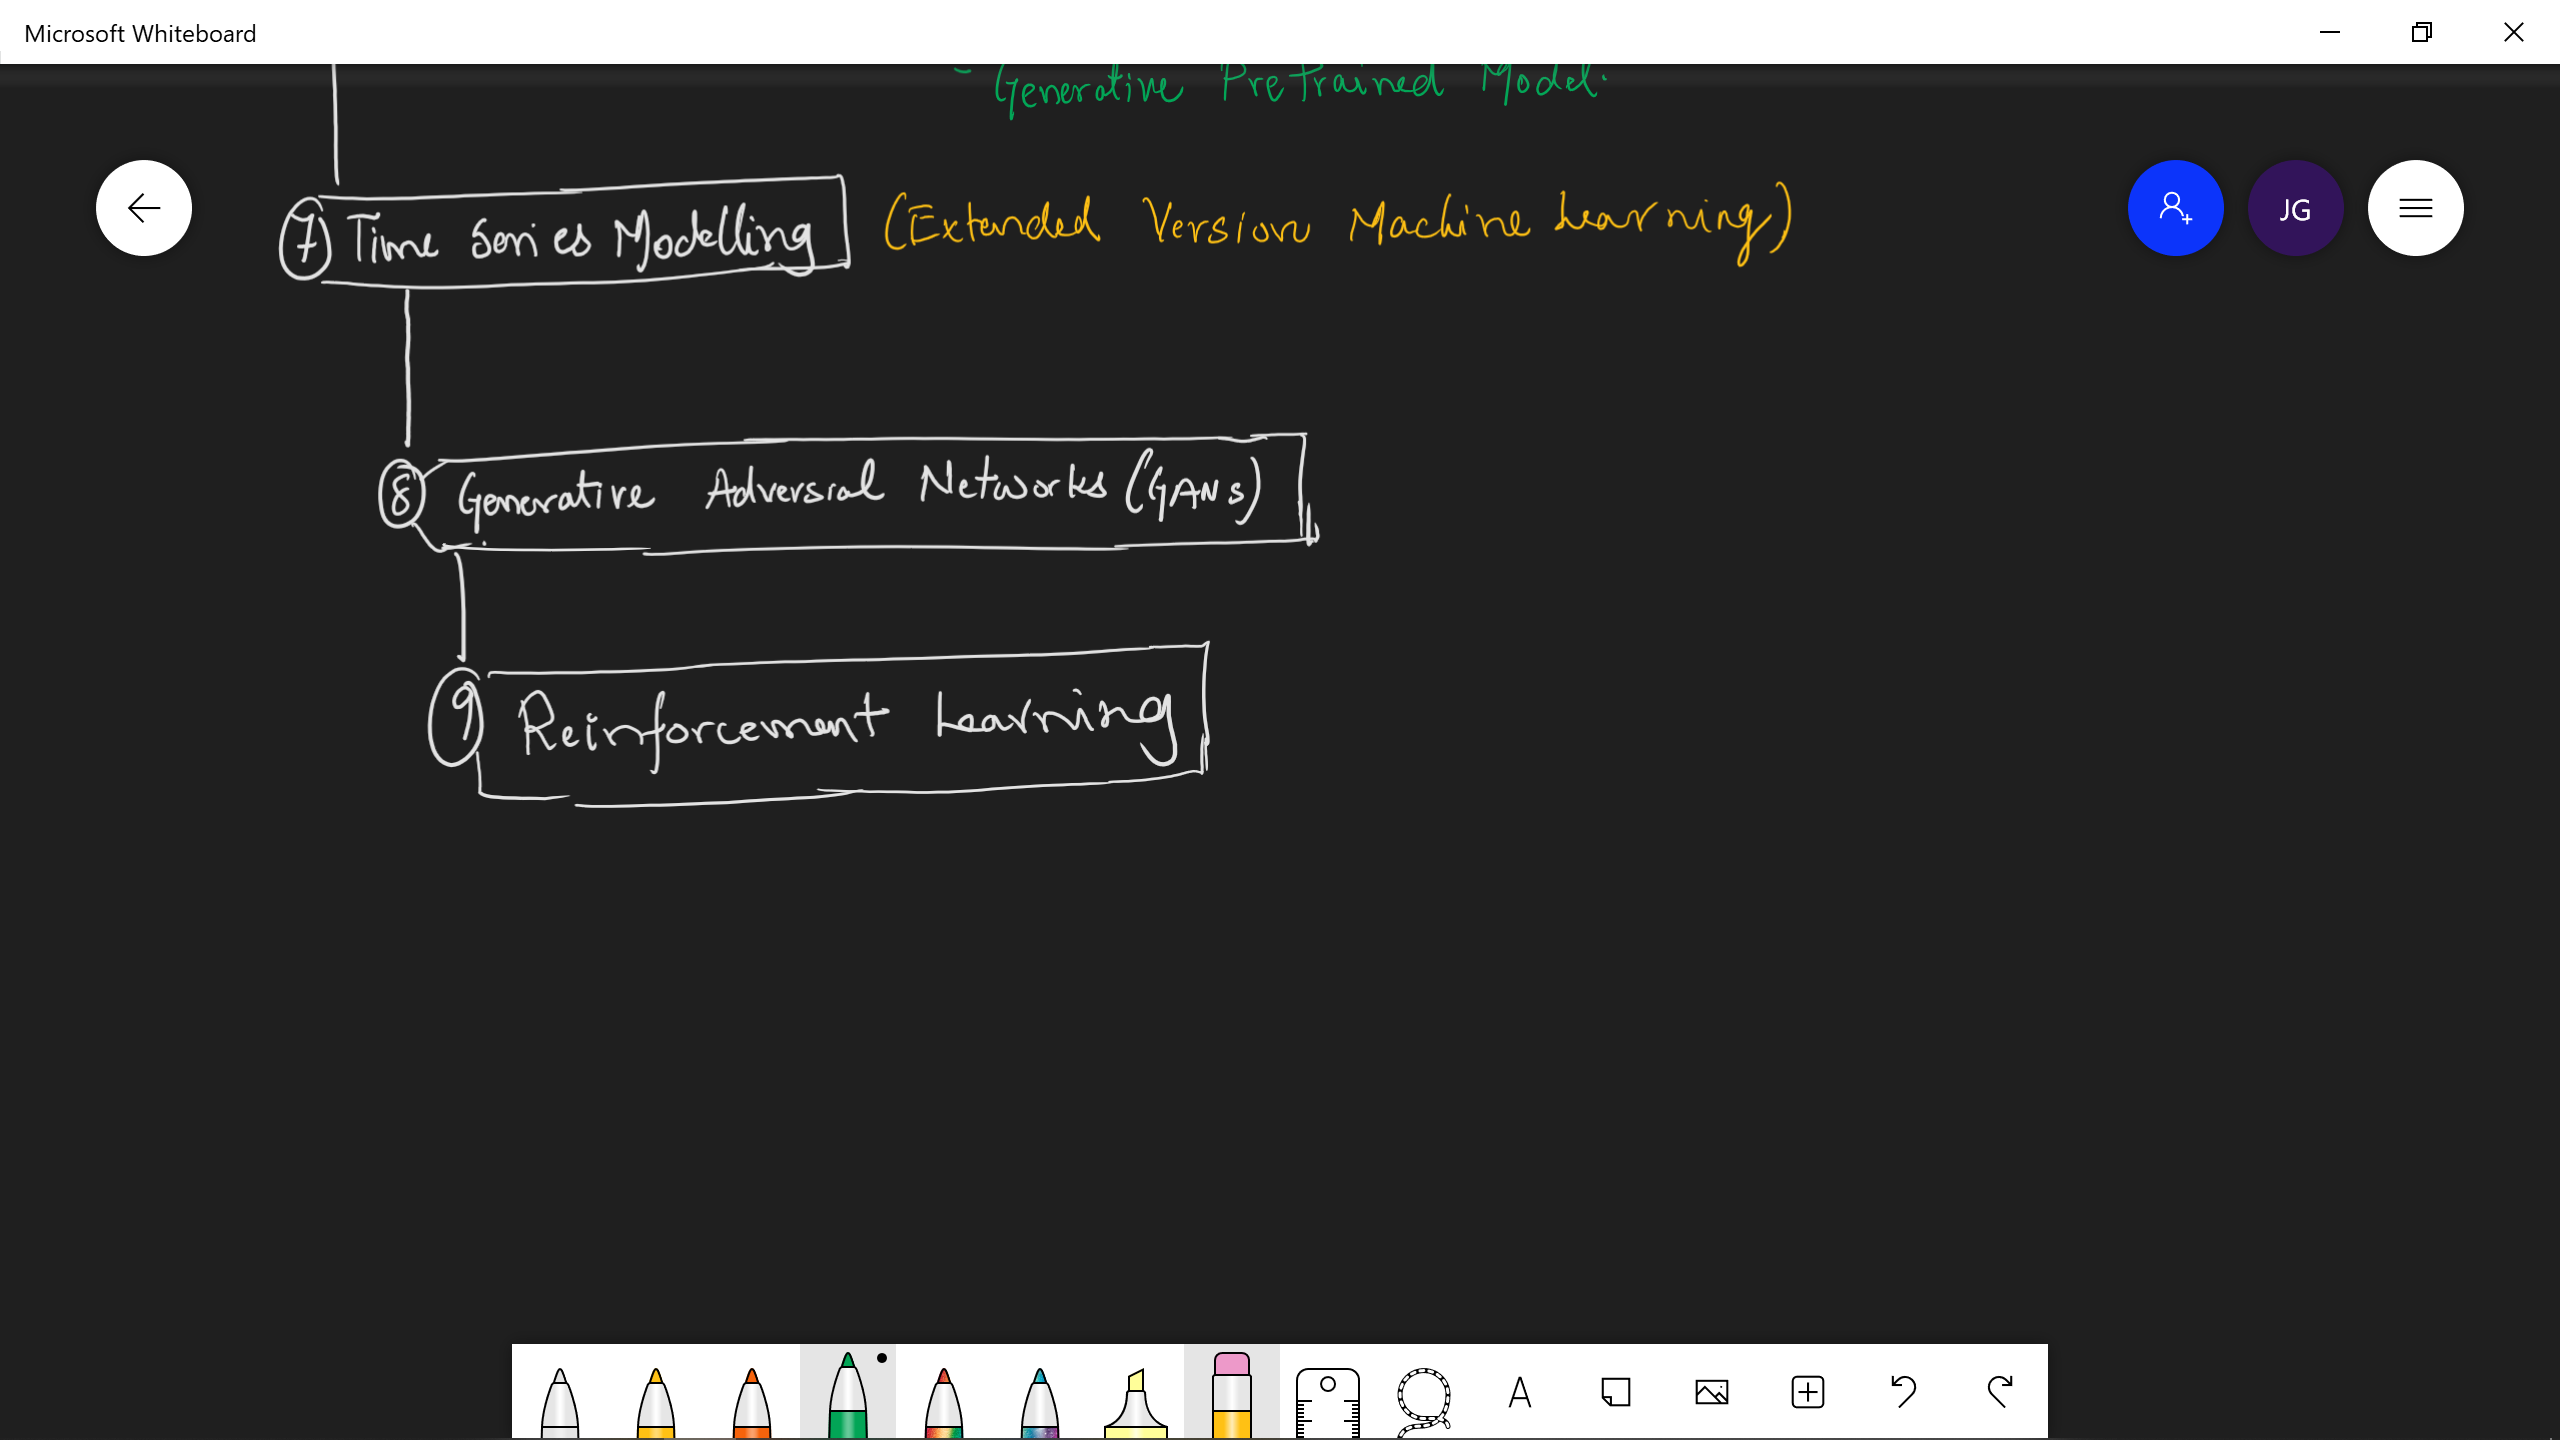 Microsoft Whiteboard
- Generative Pretrained Model.
7 Time Series Modelling (Extended Version Machine Learning)
JG
8 Generative Adversial Networks (GANs)
9 Reinforcement Learning
A